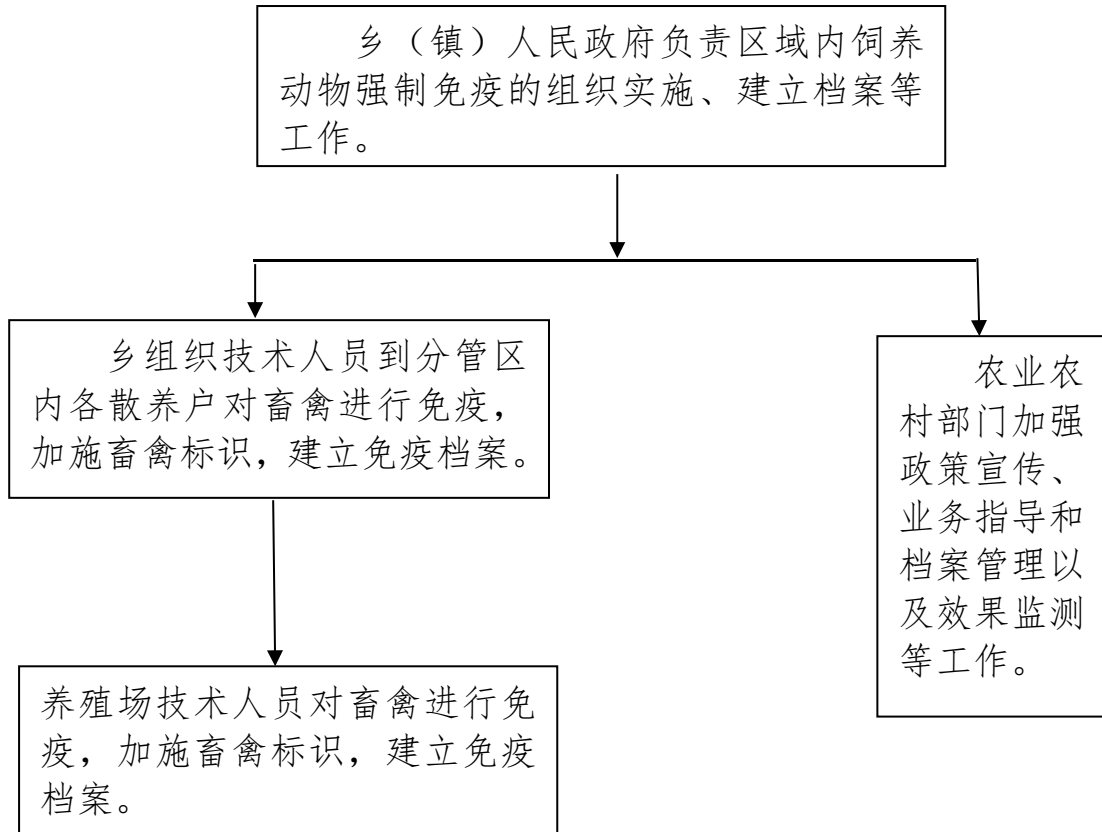 乡（镇）人民政府负责区域内饲养
动物强制免疫的组织实施、建立档案等
工作。
乡组织技术人员到分管区
内各散养户对畜禽进行免疫，
加施畜禽标识，建立免疫档案。
农业农
村部门加强
政策宣传、
业务指导和
档案管理以
及效果监测
等工作。
养殖场技术人员对畜禽进行免
疫，加施畜禽标识，建立免疫
档案。